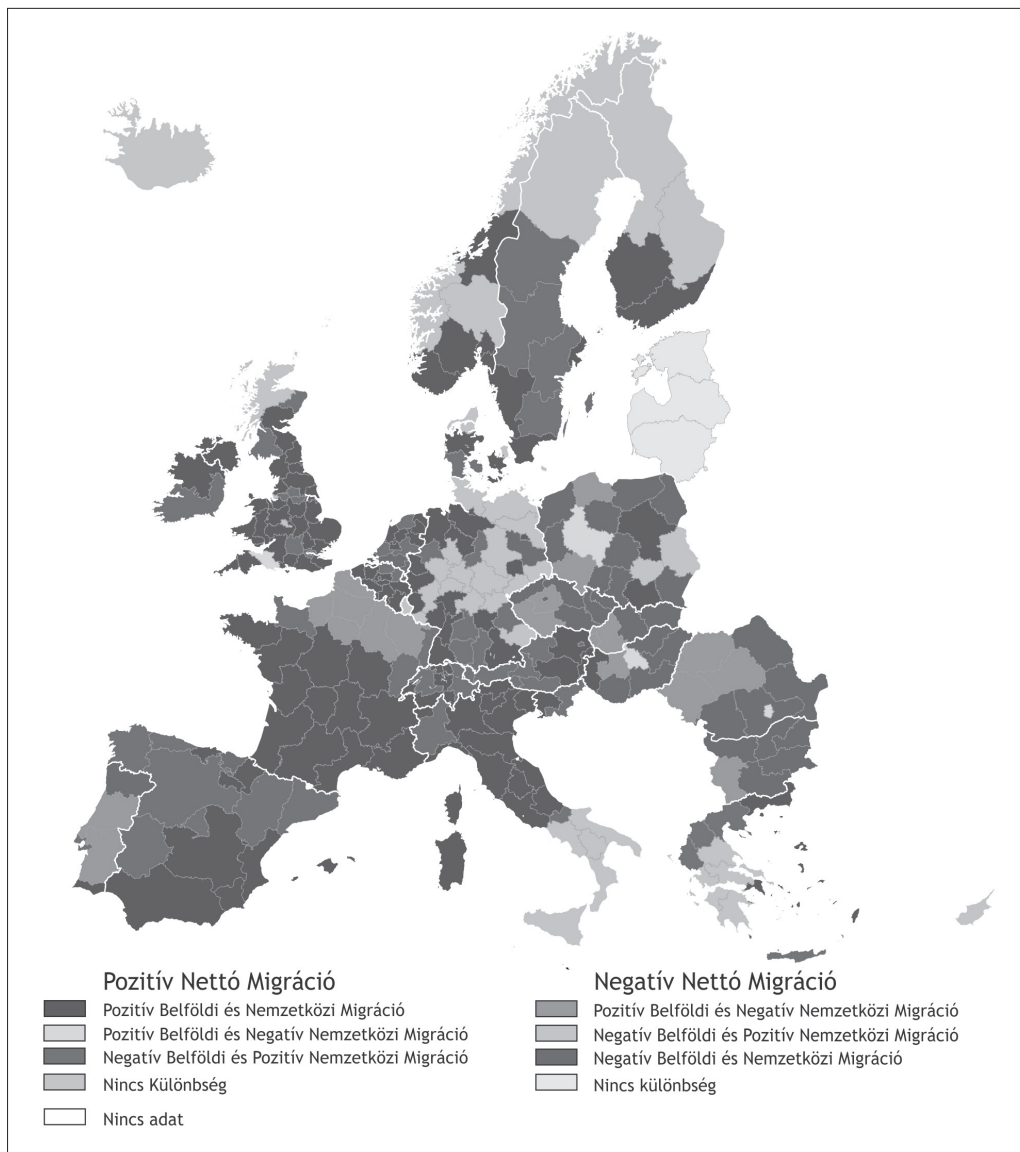 Pozitív Nettó Migráció
Pozitív Belföldi és Nemzetközi Migráció
Pozitív Belföldi és Negatív Nemzetközi Migráció
Negatív Belföldi és Pozitív Nemzetközi Migráció
Nincs Különbség
Nincs adat
Negatív Nettó Migráció
Pozitív Belföldi és Negatív Nemzetközi Migráció
Negatív Belföldi és Pozitív Nemzetközi Migráció
Negatív Belföldi és Nemzetközi Migráció
Nincs különbség